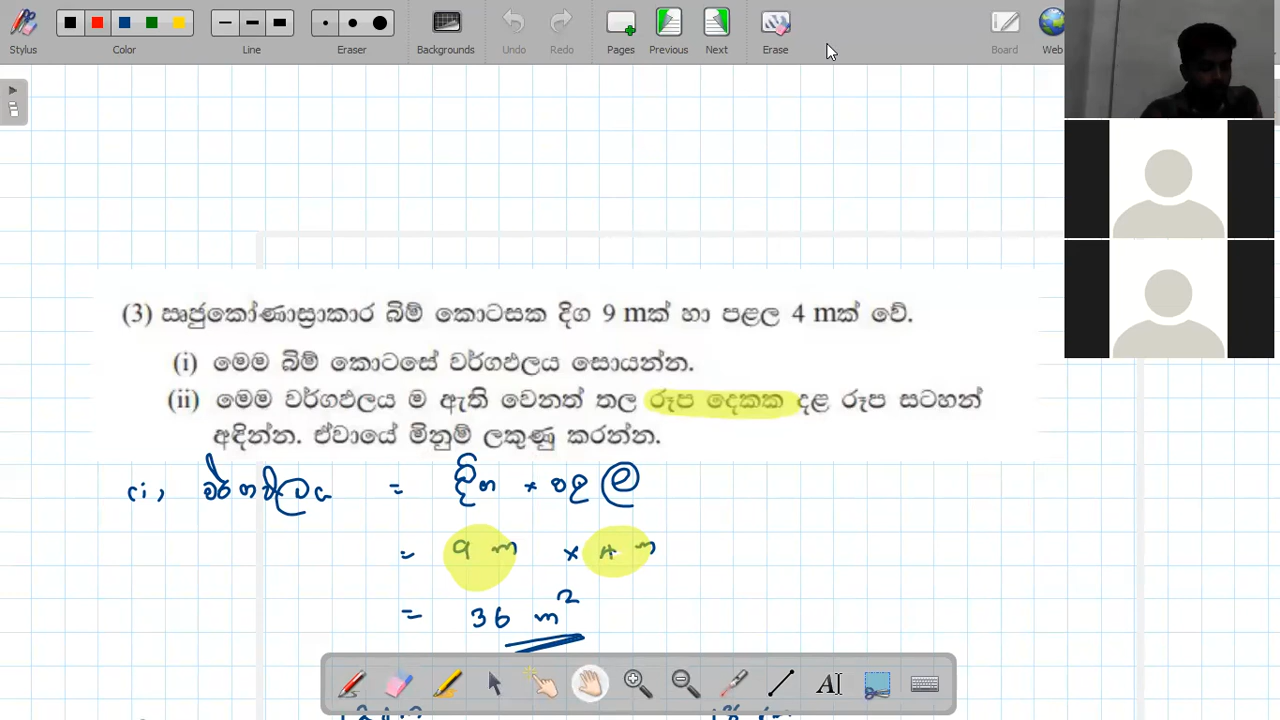 Stylus Color Line Eraser Backgrounds Undo Redo Pages Previous Next Erase Board Web
(3) ඍජුකෝණාස්‍රාකාර බිම් කොටසක දිග 9 mක් හා පළල 4 mක් වේ.
(i) මෙම බිම් කොටසේ වර්ගඵලය සොයන්න.
(ii) මෙම වර්ගඵලය ම ඇති වෙනත් තල රූප දෙකක දළ රූප සටහන්
අඳින්න. ඒවායේ මිනුම් ලකුණු කරන්න.
(i) වර්ගඵලය = දිග × පළල
= 9 m × 4 m
= 36 m²